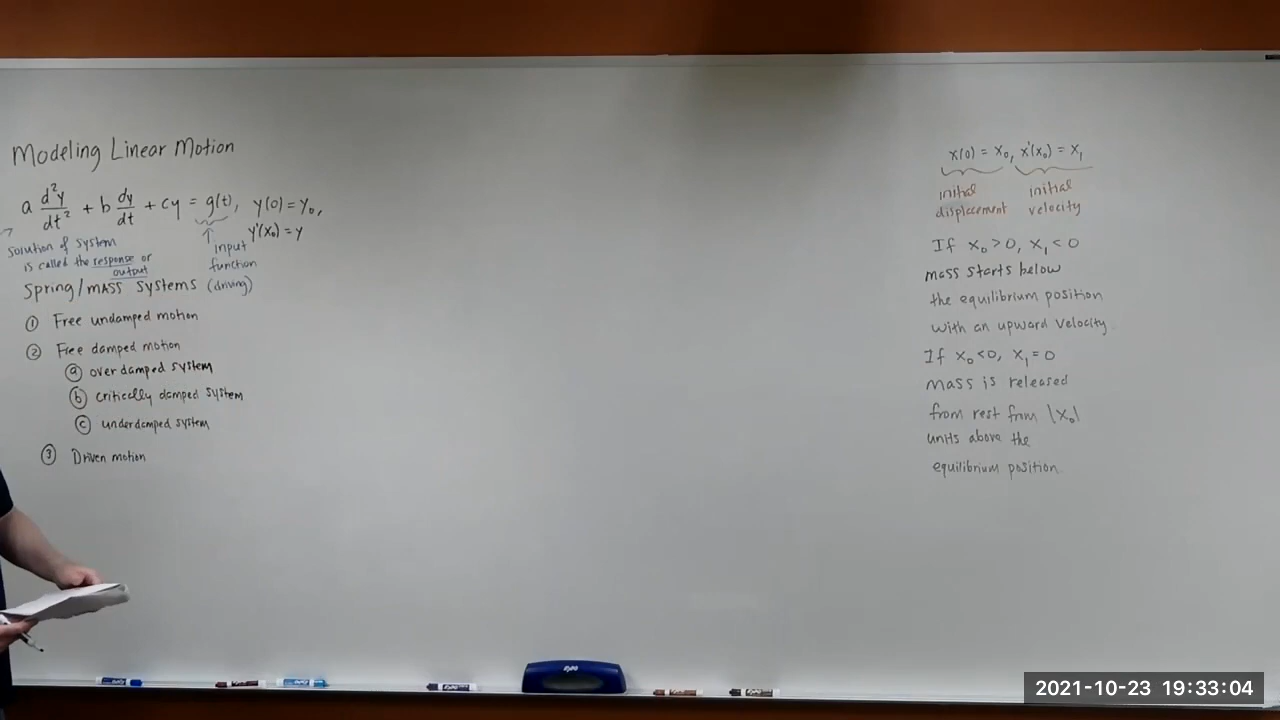 Modeling Linear Motion
a d²y/dt² + b dy/dt + cy = g(t), y(0) = y₀,
y'(x₀) = y
solution of system
is called the response or
output
input
function
(driving)
Spring/mass systems
① Free undamped motion
② Free damped motion
ⓐ overdamped system
ⓑ critically damped system
ⓒ underdamped system
③ Driven motion
x(0) = x₀, x'(x₀) = x₁
initial displacement
initial velocity
If x₀ > 0, x₁ < 0
mass starts below
the equilibrium position
with an upward velocity.
If x₀ < 0, x₁ = 0
mass is released
from rest from |x₀|
units above the
equilibrium position.
EXPO
2021-10-23 19:33:04